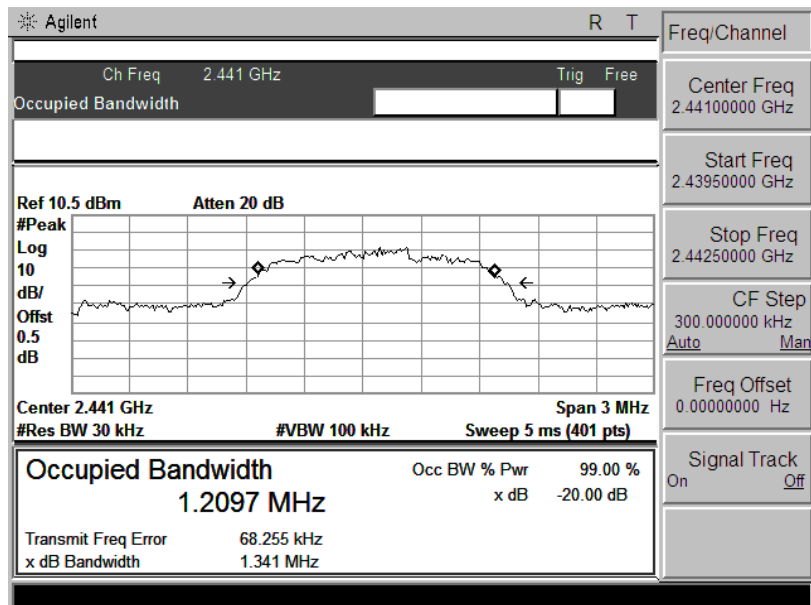 Agilent R T
Ch Freq 2.441 GHz Trig Free
Occupied Bandwidth
Ref 10.5 dBm Atten 20 dB
#Peak
Log
10
dB/
Offst
0.5
dB
Center 2.441 GHz Span 3 MHz
#Res BW 30 kHz #VBW 100 kHz Sweep 5 ms (401 pts)
Occupied Bandwidth
1.2097 MHz
Occ BW % Pwr 99.00 %
x dB -20.00 dB
Transmit Freq Error 68.255 kHz
x dB Bandwidth 1.341 MHz
Freq/Channel
Center Freq
2.44100000 GHz
Start Freq
2.43950000 GHz
Stop Freq
2.44250000 GHz
CF Step
300.000000 kHz
Auto Man
Freq Offset
0.00000000 Hz
Signal Track
On Off